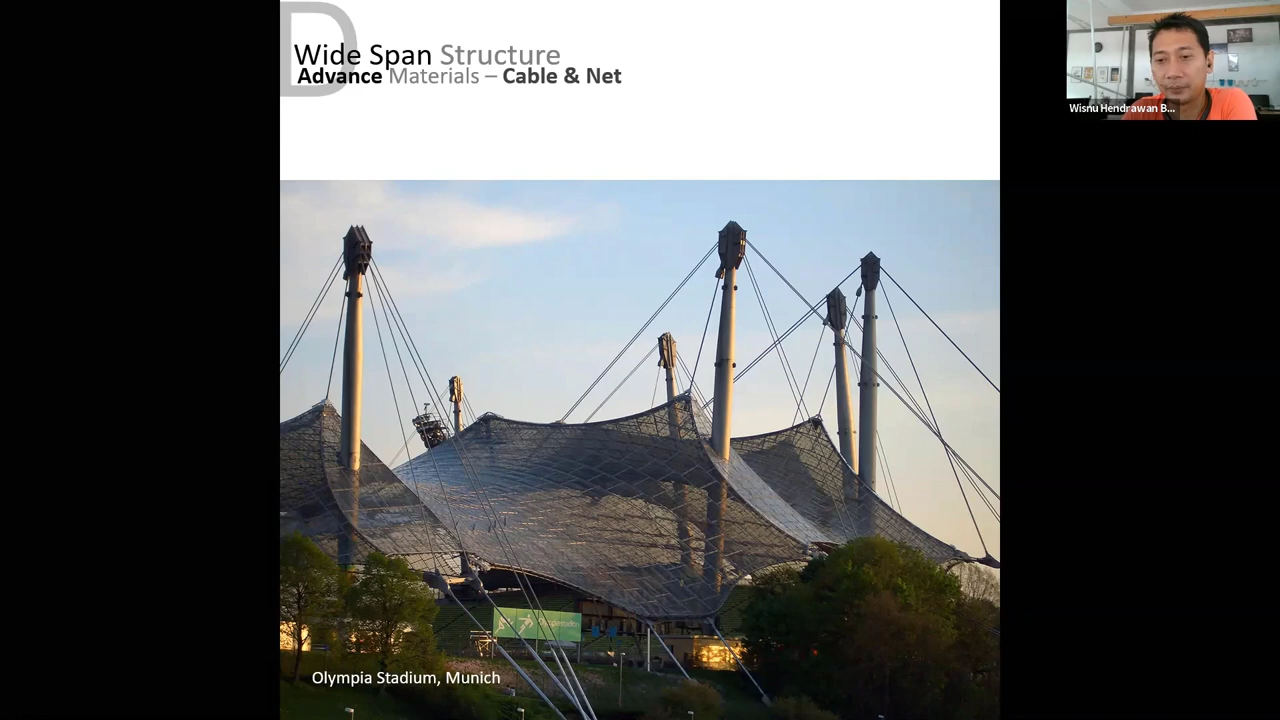 D
Wide Span Structure
Advance Materials – Cable & Net
Wisnu Hendrawan B...
Olympia Stadium, Munich